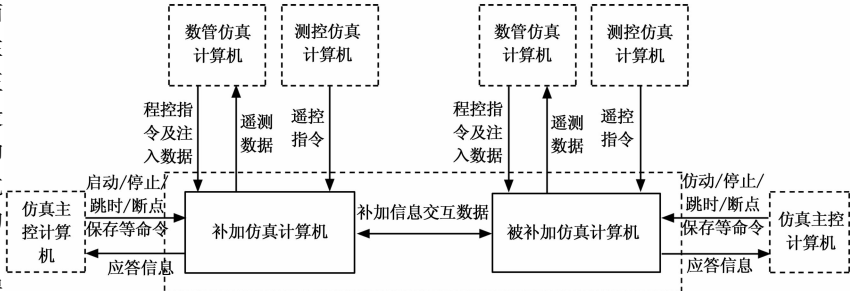 数管仿真
计算机
测控仿真
计算机
数管仿真
计算机
测控仿真
计算机
程控指
令及注
入数据
遥测
数据
遥控
指令
程控指
令及注
入数据
遥测
数据
遥控
指令
仿真主
控计算
机
启动/停止/
跳时/断点
保存等命令
应答信息
补加仿真计算机
补加信息交互数据
被补加仿真计算机
仿动/停止/
跳时/断点
保存等命令
应答信息
仿真主控
计算机